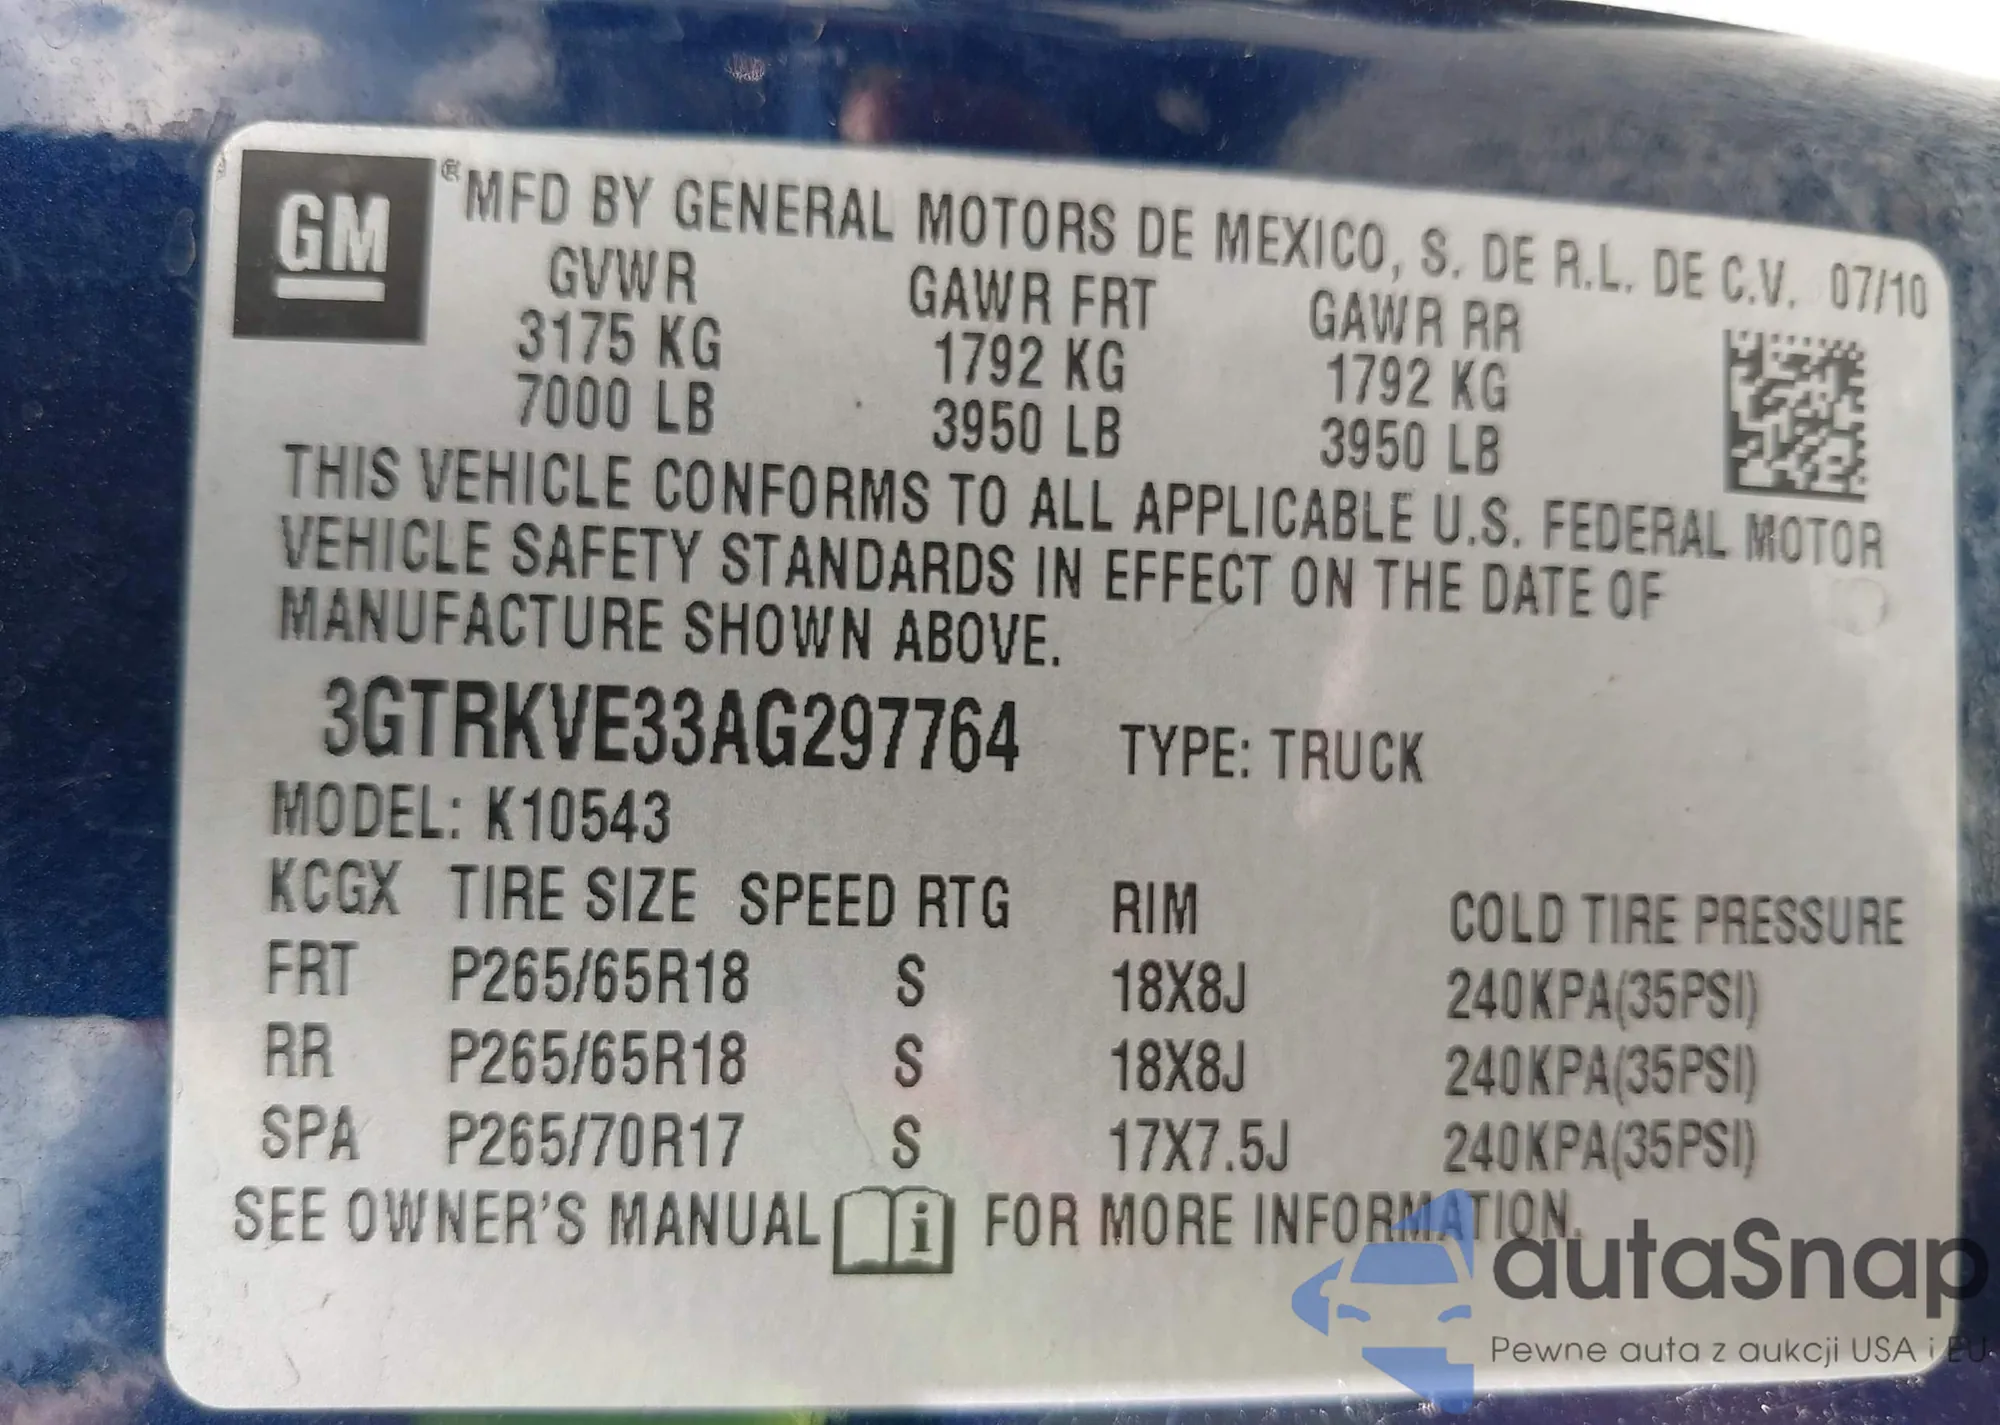 GM ® MFD BY GENERAL MOTORS DE MEXICO, S. DE R.L. DE C.V. 07/10
GVWR GAWR FRT GAWR RR
3175 KG 1792 KG 1792 KG
7000 LB 3950 LB 3950 LB
THIS VEHICLE CONFORMS TO ALL APPLICABLE U.S. FEDERAL MOTOR
VEHICLE SAFETY STANDARDS IN EFFECT ON THE DATE OF
MANUFACTURE SHOWN ABOVE.
3GTRKVE33AG297764 TYPE: TRUCK
MODEL: K10543
KCGX TIRE SIZE SPEED RTG RIM COLD TIRE PRESSURE
FRT P265/65R18 S 18X8J 240KPA(35PSI)
RR P265/65R18 S 18X8J 240KPA(35PSI)
SPA P265/70R17 S 17X7.5J 240KPA(35PSI)
SEE OWNER'S MANUAL i FOR MORE INFORMATION.
autaSnap
Pewne auta z aukcji USA i EU